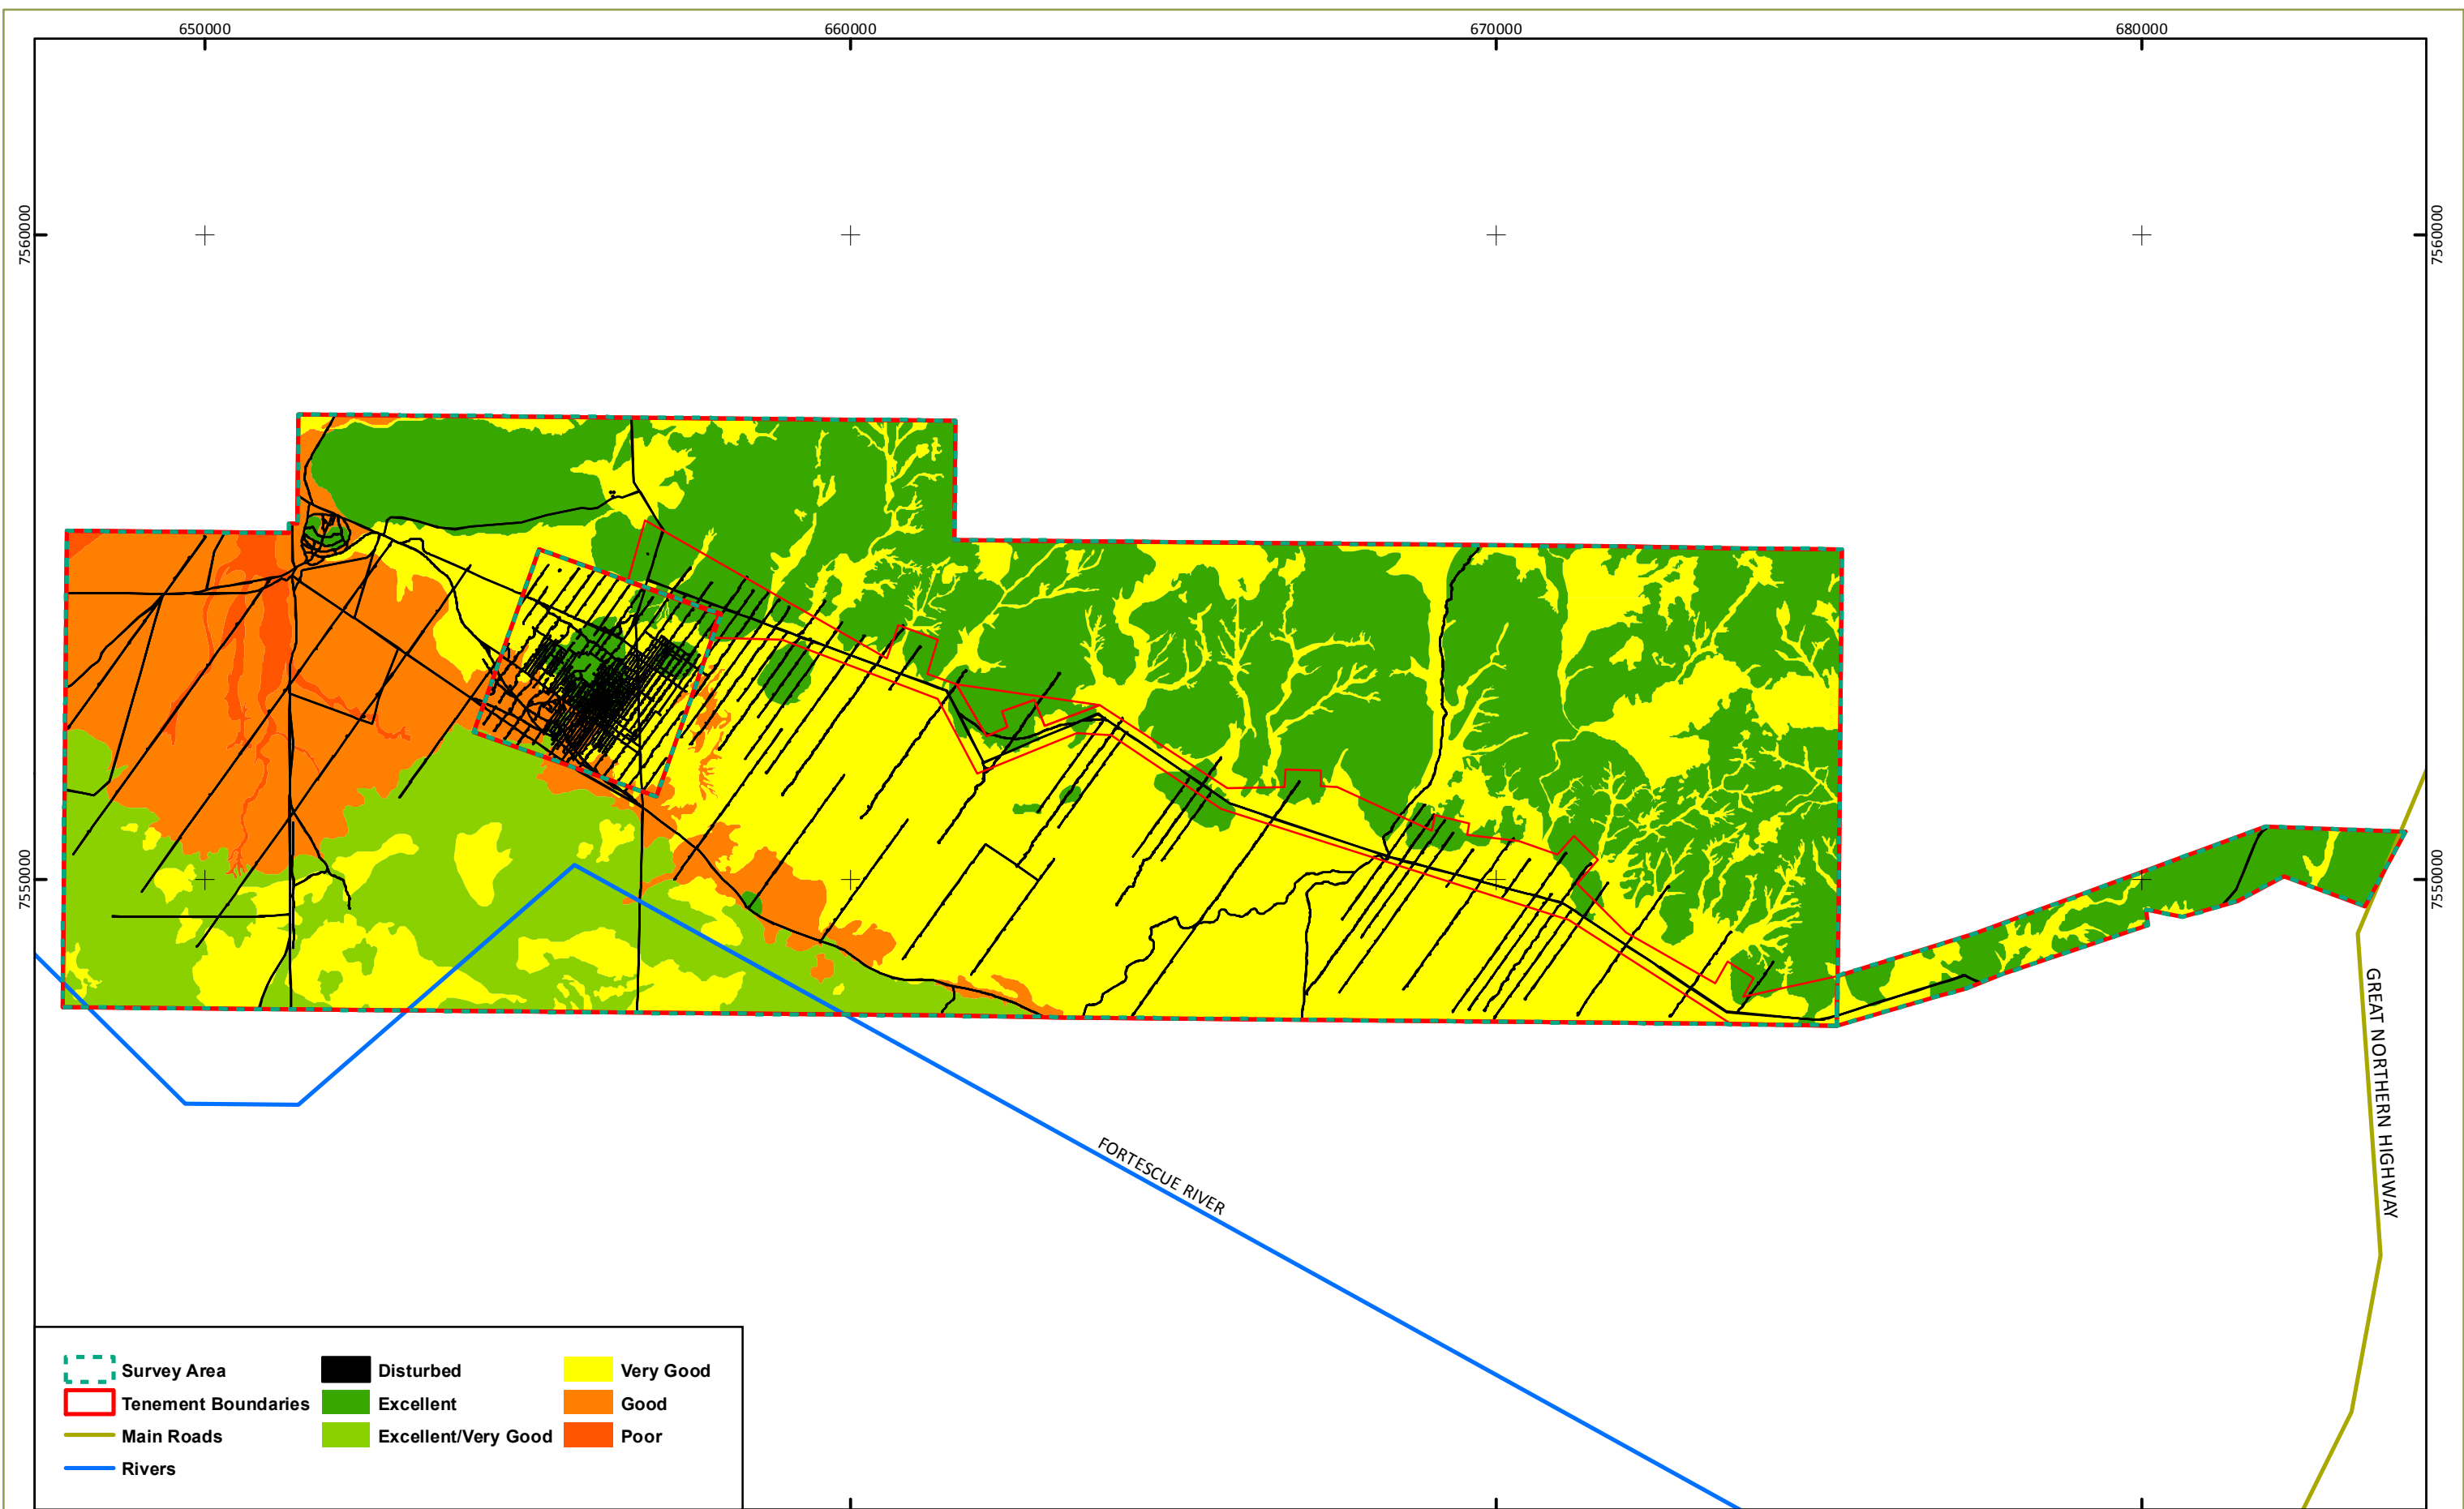 650000
660000
670000
680000
7560000
7560000
7550000
7550000
GREAT NORTHERN HIGHWAY
FORTESCUE RIVER
Survey Area
Tenement Boundaries
Main Roads
Rivers
Disturbed
Excellent
Excellent/Very Good
Very Good
Good
Poor